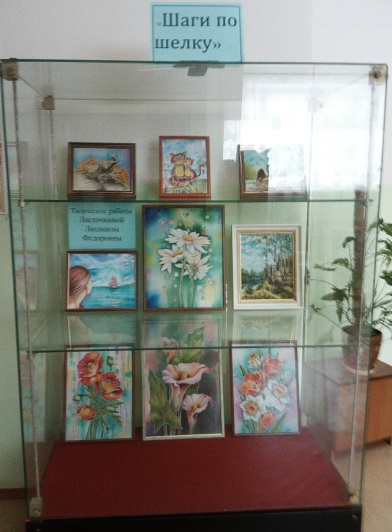 «Шаги по
шелку»
Творческие работы
Ласточкиной
Людмилы
Федоровны